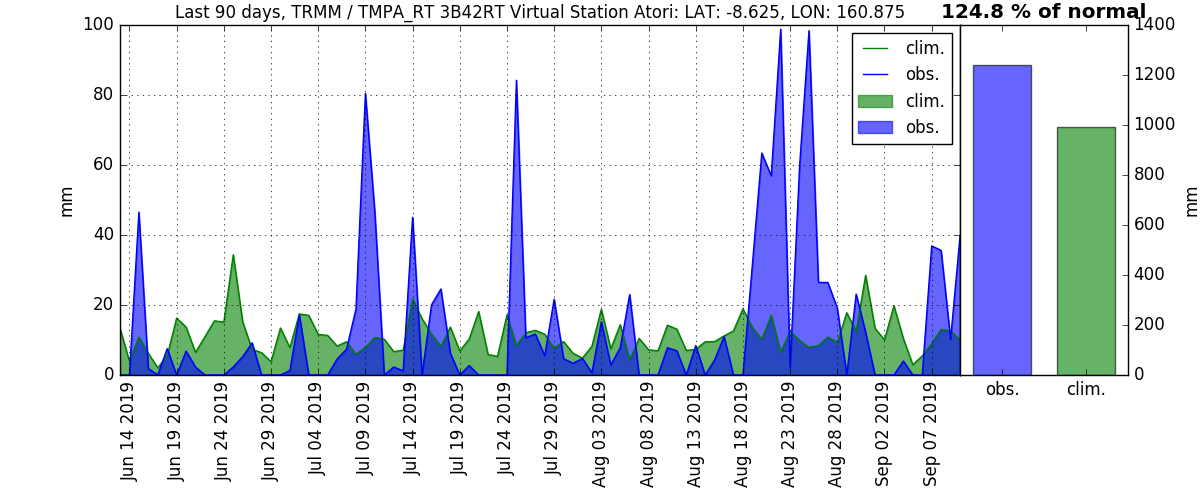 Last 90 days, TRMM / TMPA_RT 3B42RT Virtual Station Atori: LAT: -8.625, LON: 160.875
124.8 % of normal
100
80
60
40
20
0
mm
clim.
obs.
clim.
obs.
1400
1200
1000
800
600
400
200
0
mm
Jun 14 2019
Jun 19 2019
Jun 24 2019
Jun 29 2019
Jul 04 2019
Jul 09 2019
Jul 14 2019
Jul 19 2019
Jul 24 2019
Jul 29 2019
Aug 03 2019
Aug 08 2019
Aug 13 2019
Aug 18 2019
Aug 23 2019
Aug 28 2019
Sep 02 2019
Sep 07 2019
obs.
clim.